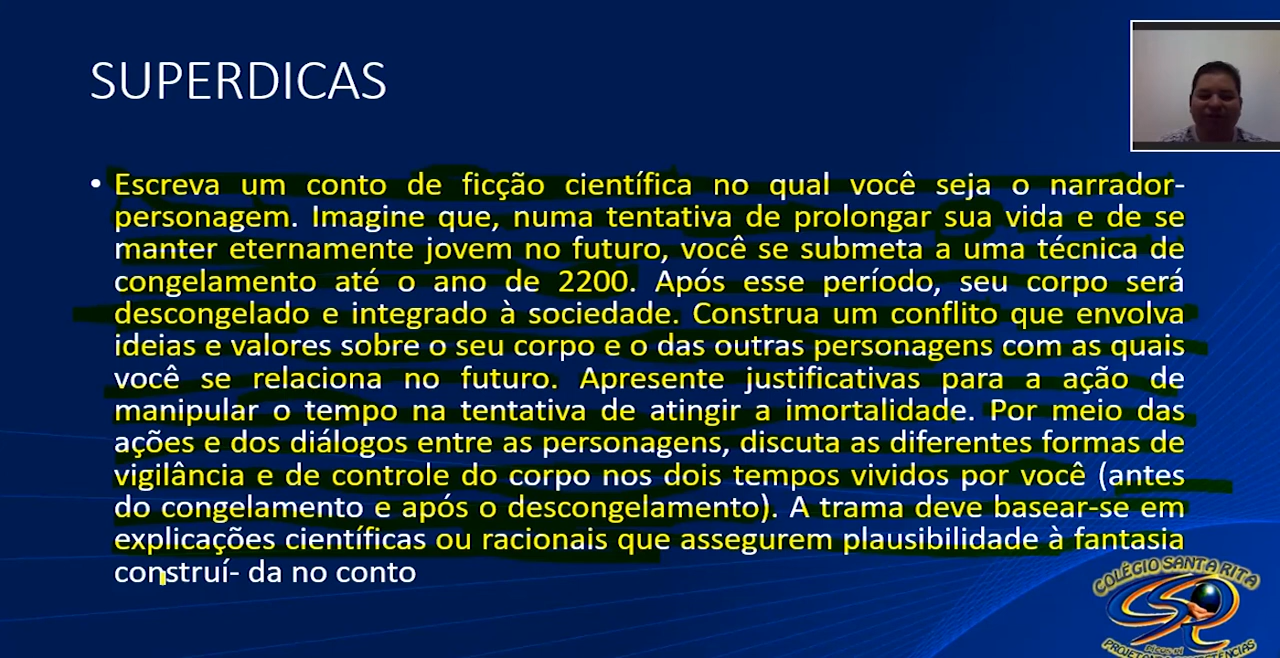 SUPERDICAS
• Escreva um conto de ficção científica no qual você seja o narrador-
personagem. Imagine que, numa tentativa de prolongar sua vida e de se
manter eternamente jovem no futuro, você se submeta a uma técnica de
congelamento até o ano de 2200. Após esse período, seu corpo será
descongelado e integrado à sociedade. Construa um conflito que envolva
ideias e valores sobre o seu corpo e o das outras personagens com as quais
você se relaciona no futuro. Apresente justificativas para a ação de
manipular o tempo na tentativa de atingir a imortalidade. Por meio das
ações e dos diálogos entre as personagens, discuta as diferentes formas de
vigilância e de controle do corpo nos dois tempos vividos por você (antes
do congelamento e após o descongelamento). A trama deve basear-se em
explicações científicas ou racionais que assegurem plausibilidade à fantasia
construí- da no conto
COLÉGIO SANTA RITA